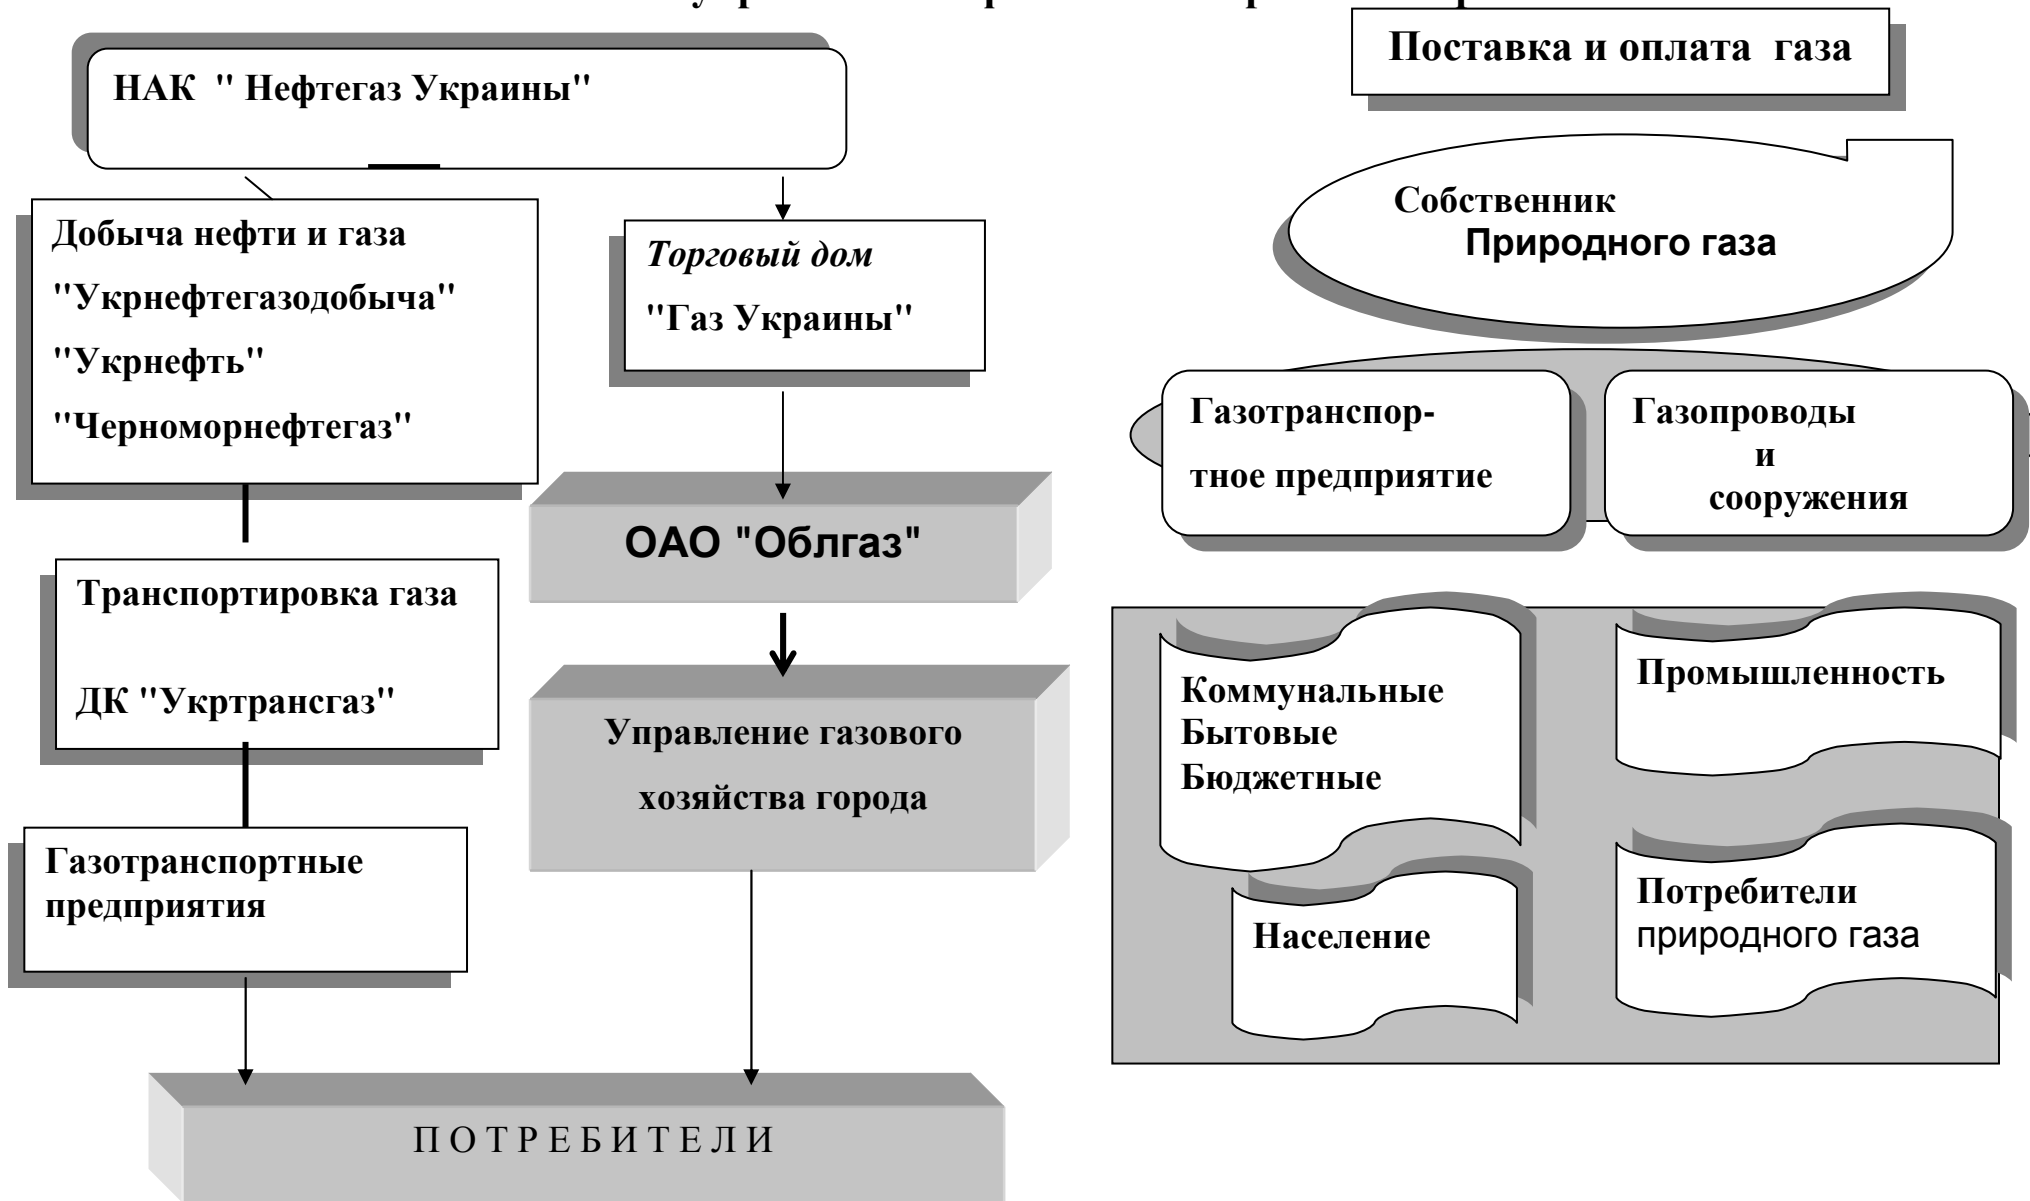 НАК " Нефтегаз Украины"
Добыча нефти и газа
"Укрнефтегазодобыча"
"Укрнефть"
"Черноморнефтегаз"
Торговый дом
"Газ Украины"
ОАО "Облгаз"
Транспортировка газа
ДК "Укртрансгаз"
Управление газового
хозяйства города
Газотранспортные
предприятия
ПОТРЕБИТЕЛИ
Поставка и оплата газа
Собственник
Природного газа
Газотранспор-
тное предприятие
Газопроводы
и
сооружения
Коммунальные
Бытовые
Бюджетные
Промышленность
Население
Потребители
природного газа